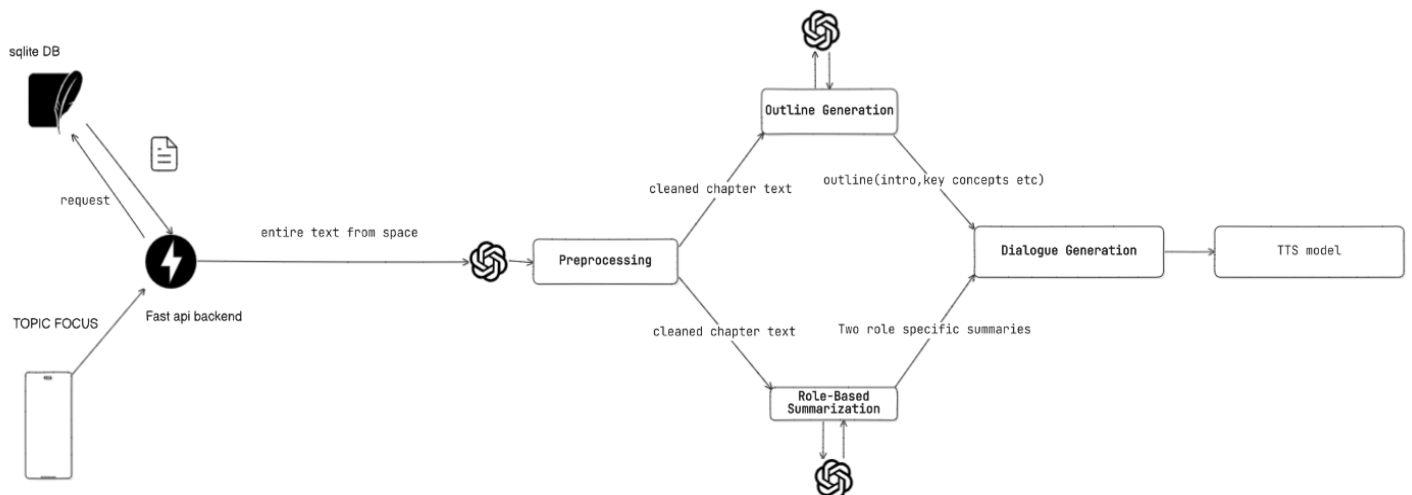 sqlite DB
request
TOPIC FOCUS
Fast api backend
entire text from space
Preprocessing
cleaned chapter text
cleaned chapter text
Outline Generation
outline(intro,key concepts etc)
Role-Based
Summarization
Two role specific summaries
Dialogue Generation
TTS model